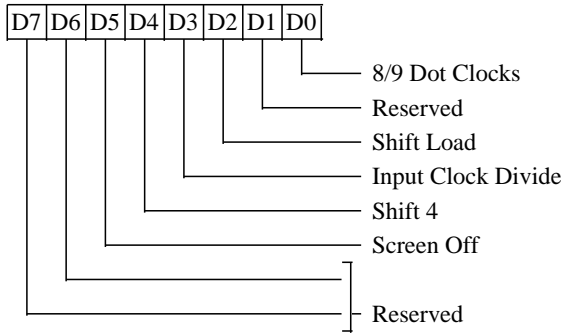 D7 D6 D5 D4 D3 D2 D1 D0
8/9 Dot Clocks
Reserved
Shift Load
Input Clock Divide
Shift 4
Screen Off
Reserved